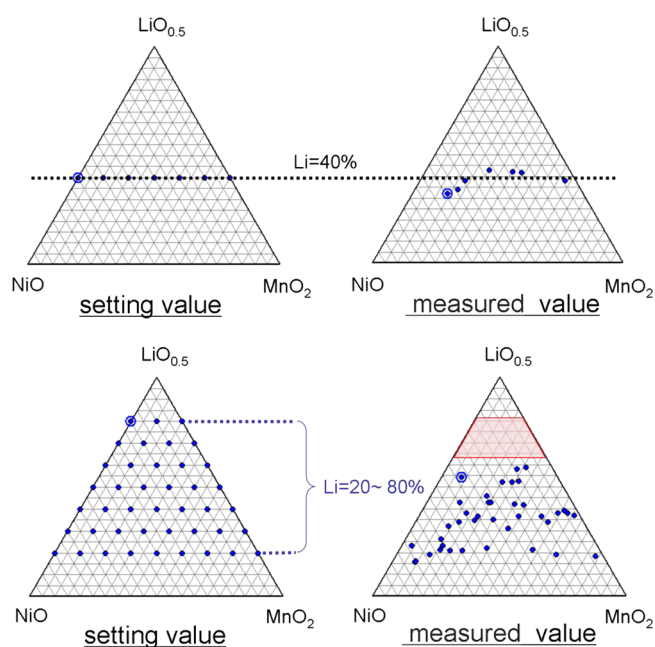 LiO0.5 LiO0.5
Li=40%
NiO MnO2 NiO MnO2
setting value measured value
LiO0.5 LiO0.5
Li=20~ 80%
NiO MnO2 NiO MnO2
setting value measured value